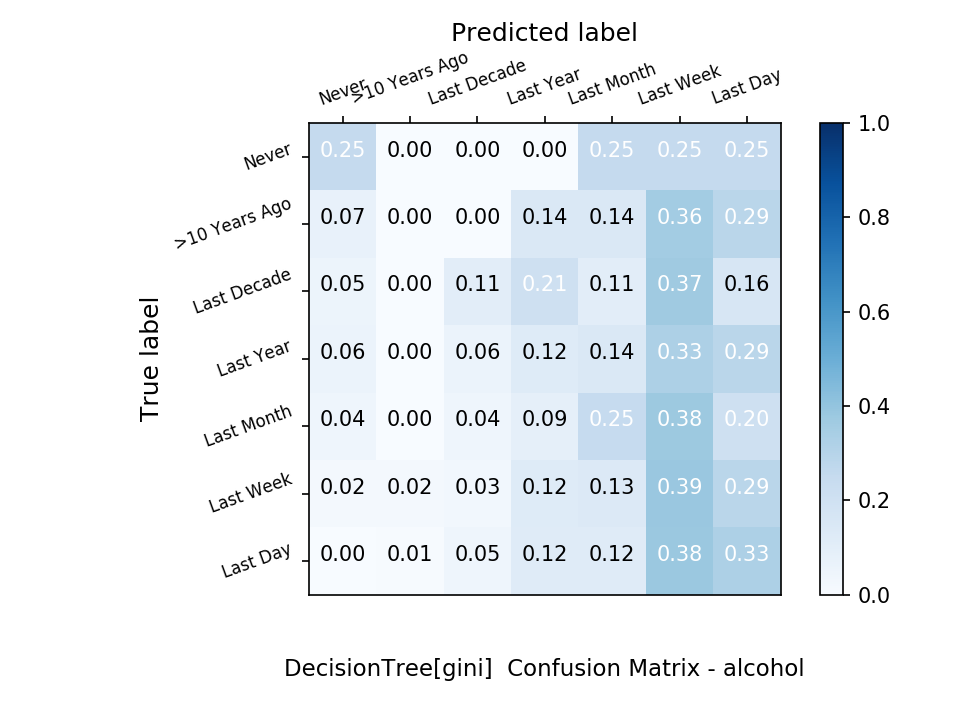 Predicted label
Never >10 Years Ago Last Decade Last Year Last Month Last Week Last Day
Never 0.25 0.00 0.00 0.00 0.25 0.25 0.25
>10 Years Ago 0.07 0.00 0.00 0.14 0.14 0.36 0.29
Last Decade 0.05 0.00 0.11 0.21 0.11 0.37 0.16
Last Year 0.06 0.00 0.06 0.12 0.14 0.33 0.29
Last Month 0.04 0.00 0.04 0.09 0.25 0.38 0.20
Last Week 0.02 0.02 0.03 0.12 0.13 0.39 0.29
Last Day 0.00 0.01 0.05 0.12 0.12 0.38 0.33
True label
1.0
0.8
0.6
0.4
0.2
0.0
DecisionTree[gini]  Confusion Matrix - alcohol